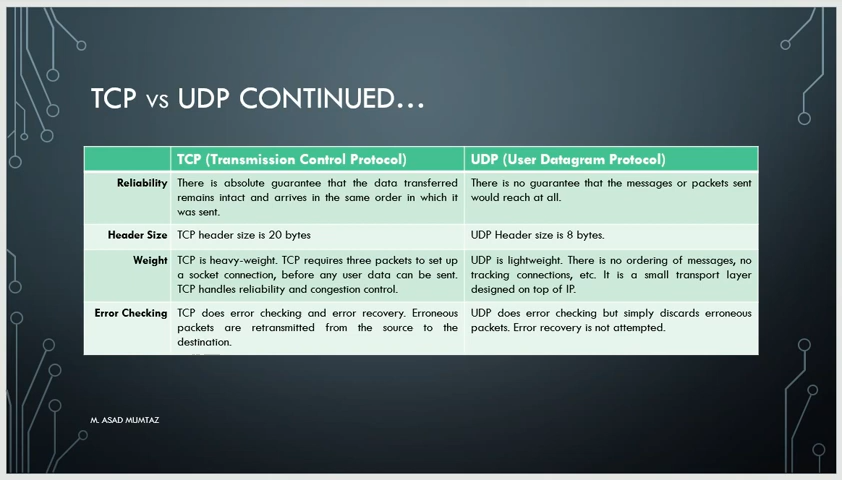 TCP vs UDP CONTINUED...
TCP (Transmission Control Protocol) UDP (User Datagram Protocol)
Reliability
There is absolute guarantee that the data transferred
remains intact and arrives in the same order in which it
was sent.
There is no guarantee that the messages or packets sent
would reach at all.
Header Size
TCP header size is 20 bytes
UDP Header size is 8 bytes.
Weight
TCP is heavy-weight. TCP requires three packets to set up
a socket connection, before any user data can be sent.
TCP handles reliability and congestion control.
UDP is lightweight. There is no ordering of messages, no
tracking connections, etc. It is a small transport layer
designed on top of IP.
Error Checking
TCP does error checking and error recovery. Erroneous
packets are retransmitted from the source to the
destination.
UDP does error checking but simply discards erroneous
packets. Error recovery is not attempted.
M. ASAD MUMTAZ